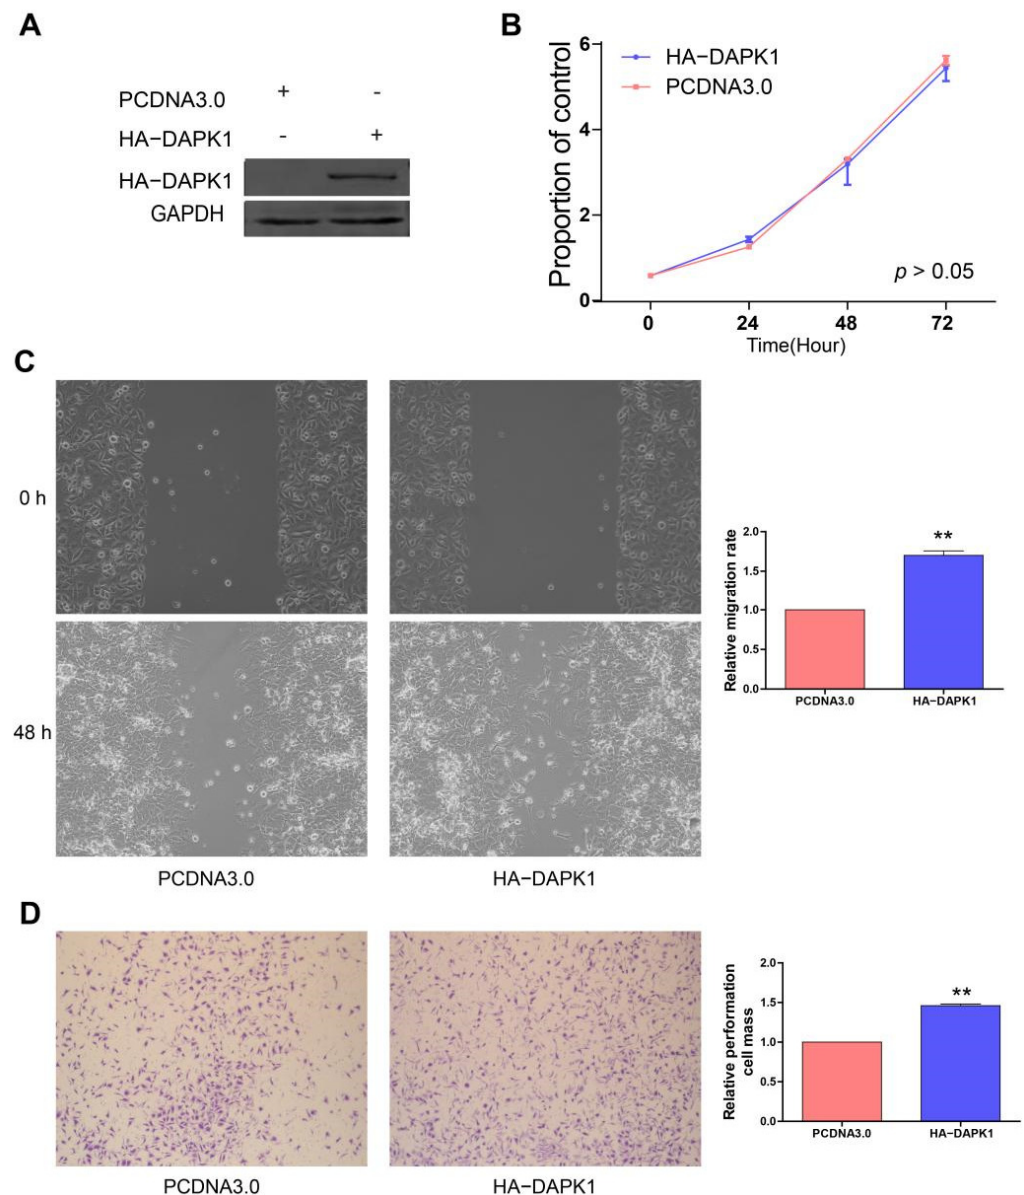 A
PCDNA3.0 + -
HA-DAPK1 - +
HA-DAPK1
GAPDH
B
Proportion of control
6
4
2
0
HA-DAPK1
PCDNA3.0
p > 0.05
0 24 48 72
Time(Hour)
C
0 h
48 h
PCDNA3.0 HA-DAPK1
Relative migration rate
2.0
1.5
1.0
0.5
0.0
**
PCDNA3.0 HA-DAPK1
D
PCDNA3.0 HA-DAPK1
Relative performation
cell mass
2.0
1.5
1.0
0.5
0.0
**
PCDNA3.0 HA-DAPK1